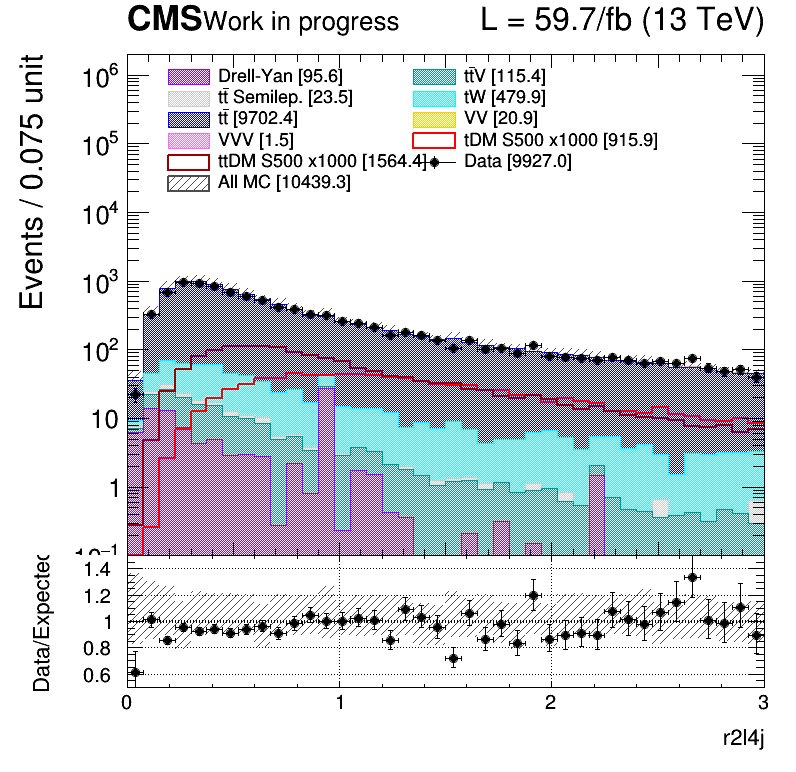 CMS Work in progress L = 59.7/fb (13 TeV)
Events / 0.075 unit
10⁶
10⁵
10⁴
10³
10²
10
1
10⁻¹
Drell-Yan [95.6] tt̄V [115.4]
tt̄ Semilep. [23.5] tW [479.9]
tt̄ [9702.4] VV [20.9]
VVV [1.5] tDM S500 x1000 [915.9]
ttDM S500 x1000 [1564.4] Data [9927.0]
All MC [10439.3]
Data/Expected
1.4
1.2
1
0.8
0.6
0 1 2 3
r2l4j